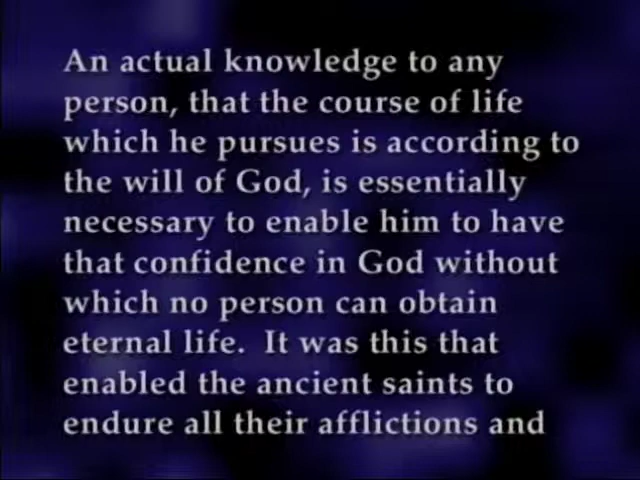 An actual knowledge to any
person, that the course of life
which he pursues is according to
the will of God, is essentially
necessary to enable him to have
that confidence in God without
which no person can obtain
eternal life.  It was this that
enabled the ancient saints to
endure all their afflictions and